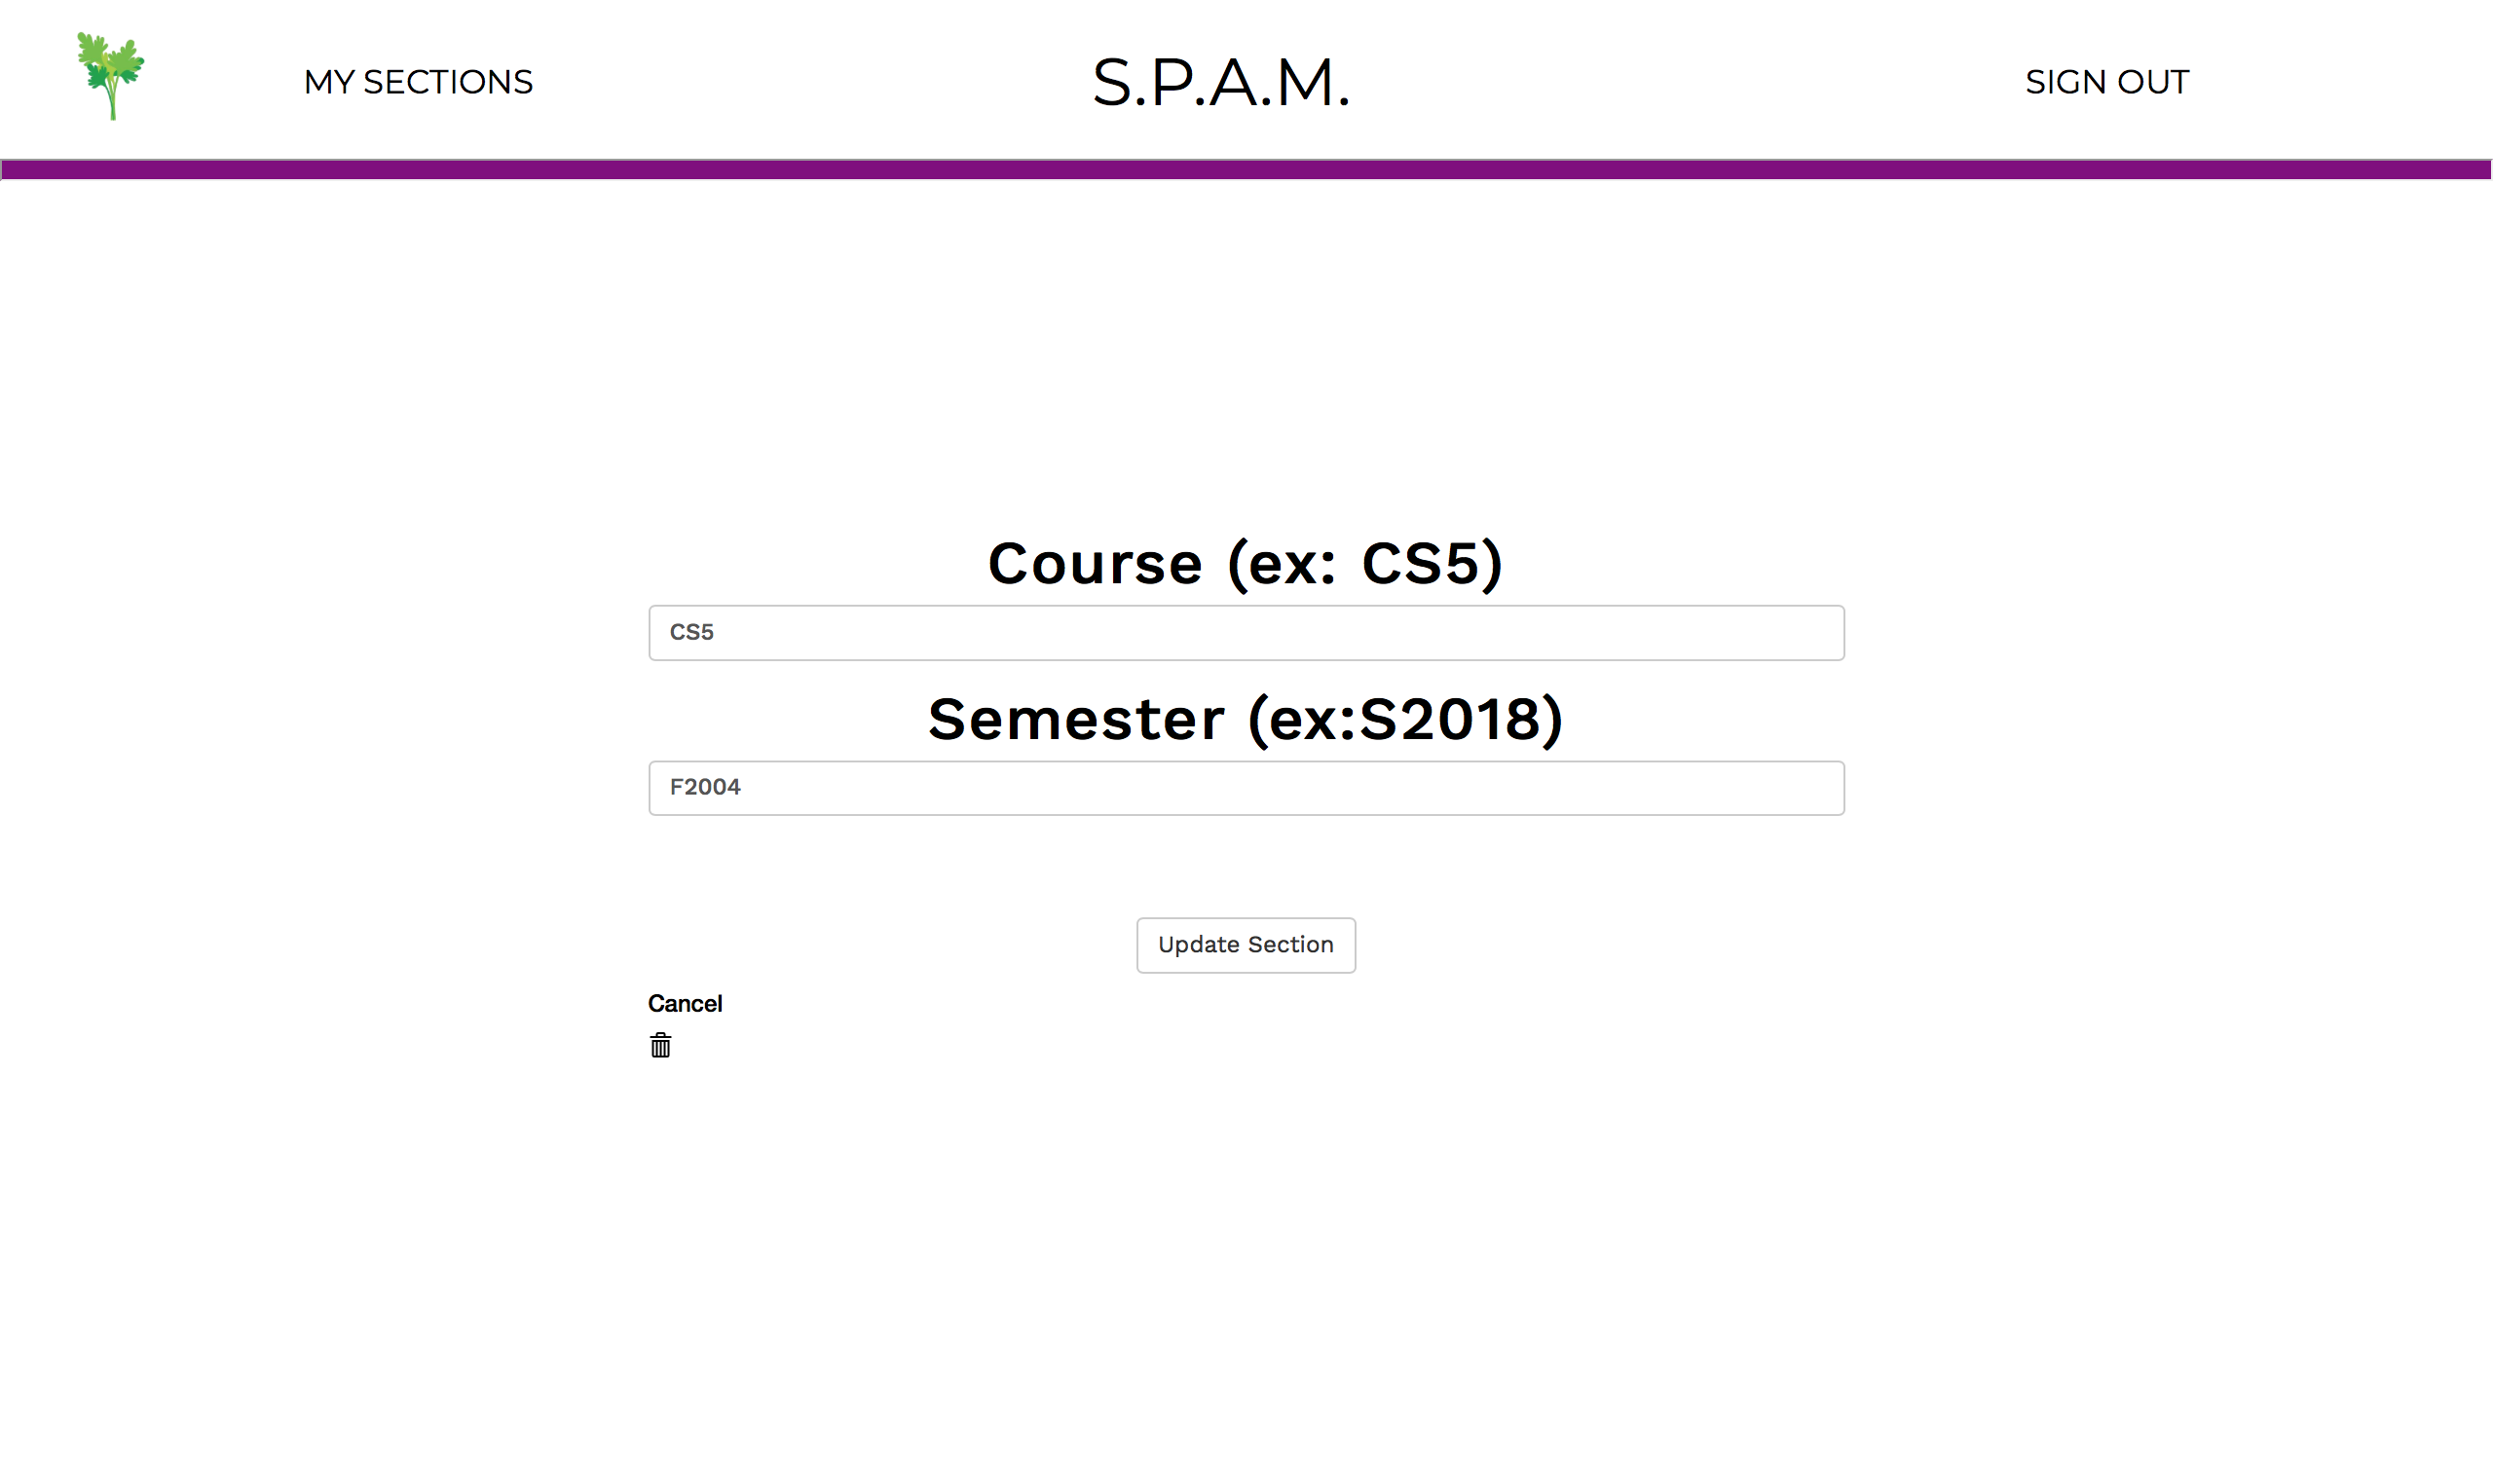 MY SECTIONS
S.P.A.M.
SIGN OUT
Course (ex: CS5)
CS5
Semester (ex:S2018)
F2004
Update Section
Cancel